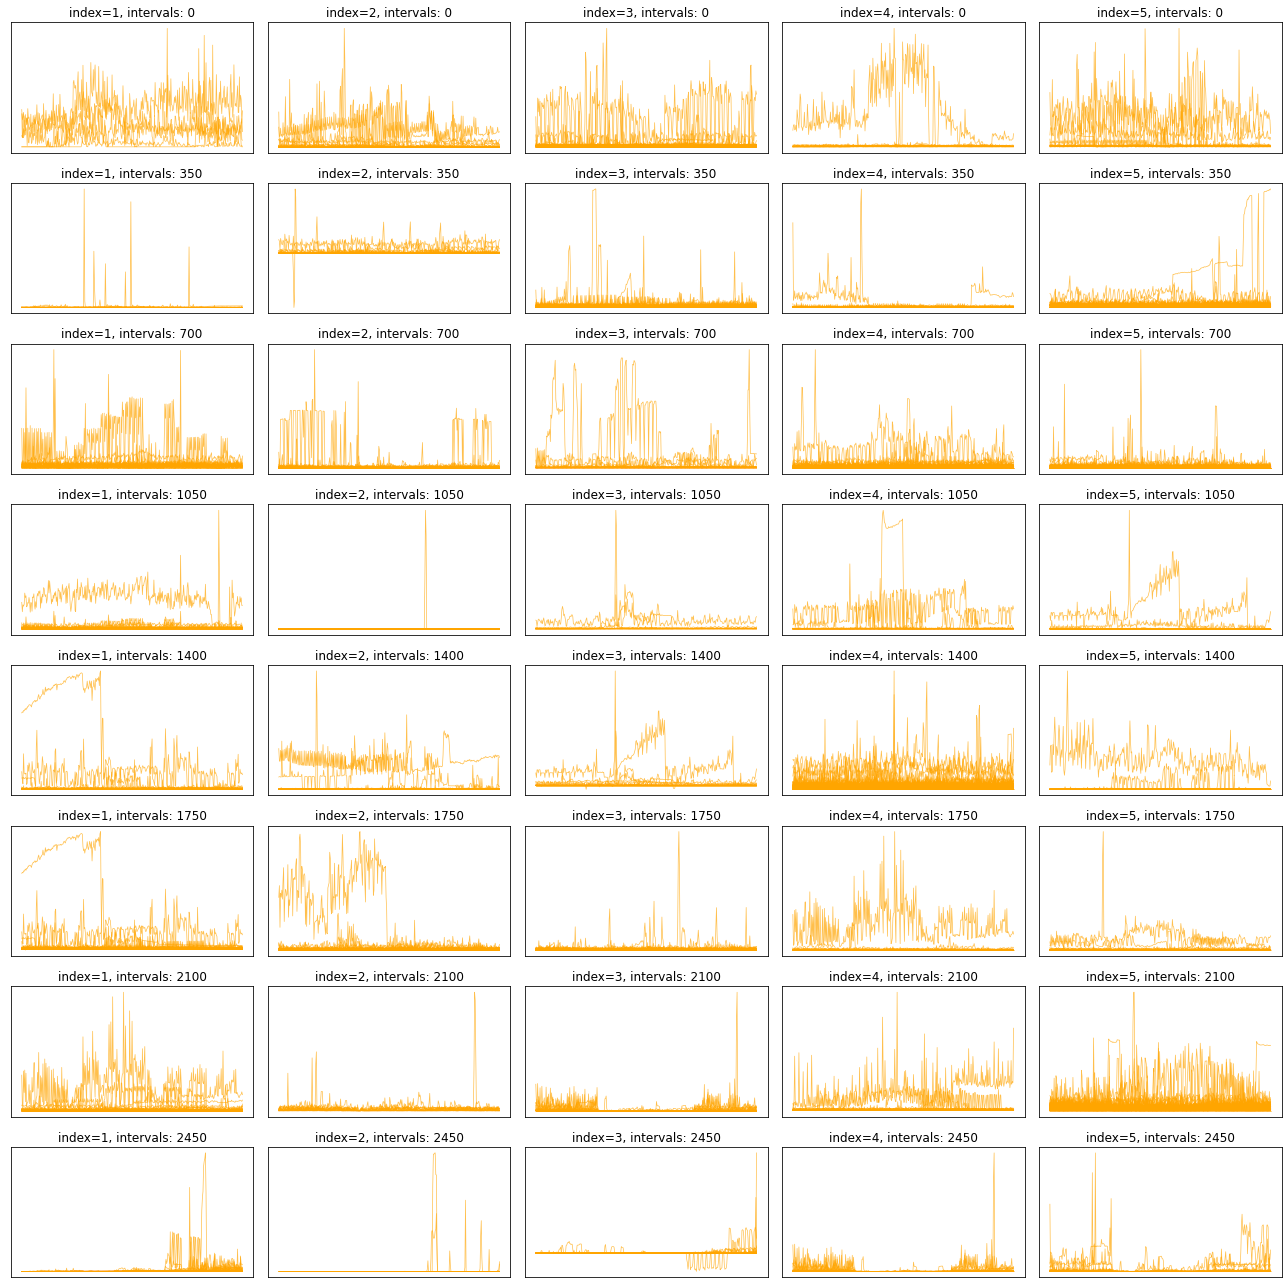 index=1, intervals: 0
index=2, intervals: 0
index=3, intervals: 0
index=4, intervals: 0
index=5, intervals: 0
index=1, intervals: 350
index=2, intervals: 350
index=3, intervals: 350
index=4, intervals: 350
index=5, intervals: 350
index=1, intervals: 700
index=2, intervals: 700
index=3, intervals: 700
index=4, intervals: 700
index=5, intervals: 700
index=1, intervals: 1050
index=2, intervals: 1050
index=3, intervals: 1050
index=4, intervals: 1050
index=5, intervals: 1050
index=1, intervals: 1400
index=2, intervals: 1400
index=3, intervals: 1400
index=4, intervals: 1400
index=5, intervals: 1400
index=1, intervals: 1750
index=2, intervals: 1750
index=3, intervals: 1750
index=4, intervals: 1750
index=5, intervals: 1750
index=1, intervals: 2100
index=2, intervals: 2100
index=3, intervals: 2100
index=4, intervals: 2100
index=5, intervals: 2100
index=1, intervals: 2450
index=2, intervals: 2450
index=3, intervals: 2450
index=4, intervals: 2450
index=5, intervals: 2450